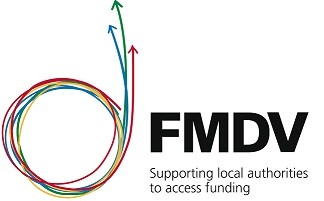 FMDV
Supporting local authorities
to access funding